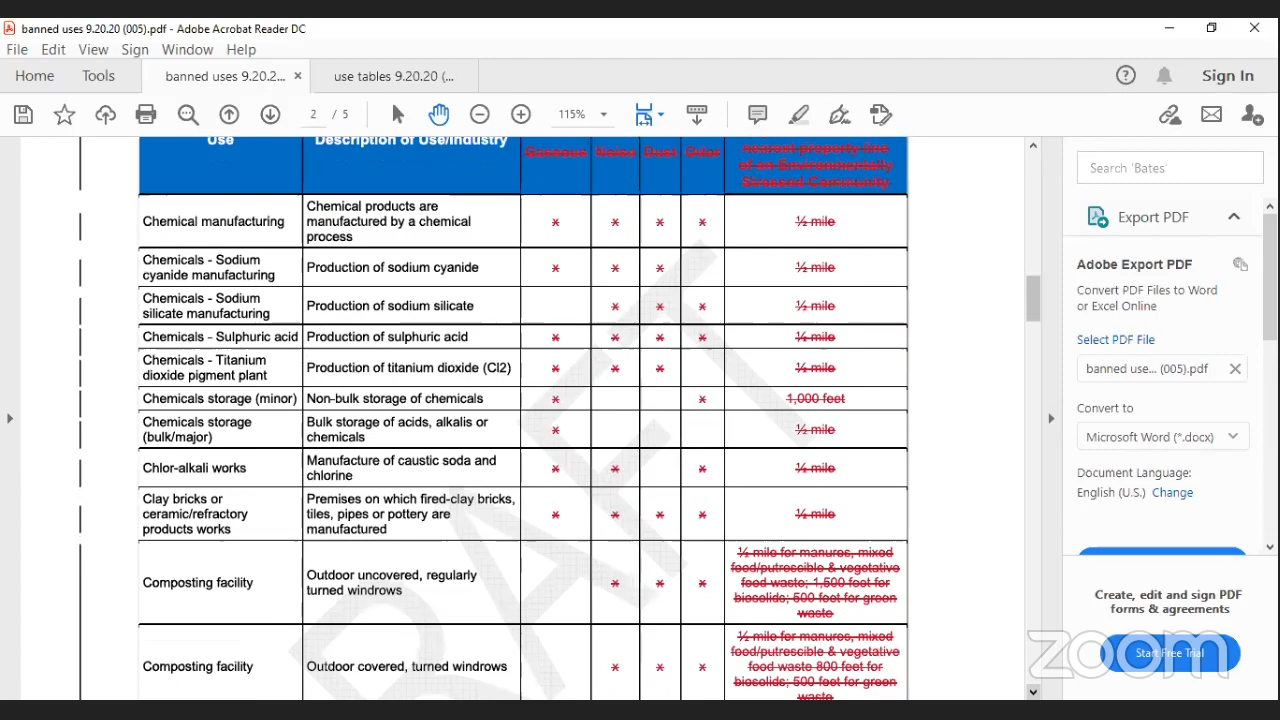 banned uses 9.20.20 (005).pdf - Adobe Acrobat Reader DC
File Edit View Sign Window Help
Home Tools banned uses 9.20.2... × use tables 9.20.20 (... Sign In
2 / 5 115%
Use Description of Use/Industry Gaseous Noise Dust Odor nearest property line
of an Environmentally
Stressed Community
Chemical manufacturing Chemical products are
manufactured by a chemical
process x x x x ½ mile
Chemicals - Sodium
cyanide manufacturing Production of sodium cyanide x x x ½ mile
Chemicals - Sodium
silicate manufacturing Production of sodium silicate x x x ½ mile
Chemicals - Sulphuric acid Production of sulphuric acid x x x x ½ mile
Chemicals - Titanium
dioxide pigment plant Production of titanium dioxide (Cl2) x x x ½ mile
Chemicals storage (minor) Non-bulk storage of chemicals x x 1,000 feet
Chemicals storage
(bulk/major) Bulk storage of acids, alkalis or
chemicals x ½ mile
Chlor-alkali works Manufacture of caustic soda and
chlorine x x x ½ mile
Clay bricks or
ceramic/refractory
products works Premises on which fired-clay bricks,
tiles, pipes or pottery are
manufactured x x x x ½ mile
Composting facility Outdoor uncovered, regularly
turned windrows x x x ½ mile for manures, mixed
food/putrescible & vegetative
food waste; 1,500 feet for
biosolids; 500 feet for green
waste
Composting facility Outdoor covered, turned windrows x x x ½ mile for manures, mixed
food/putrescible & vegetative
food waste 800 feet for
biosolids; 500 feet for green
waste
RAFT
Search 'Bates'
Export PDF
Adobe Export PDF
Convert PDF Files to Word
or Excel Online
Select PDF File
banned use... (005).pdf
Convert to
Microsoft Word (*.docx)
Document Language:
English (U.S.) Change
Create, edit and sign PDF
forms & agreements
Start Free Trial
zoom